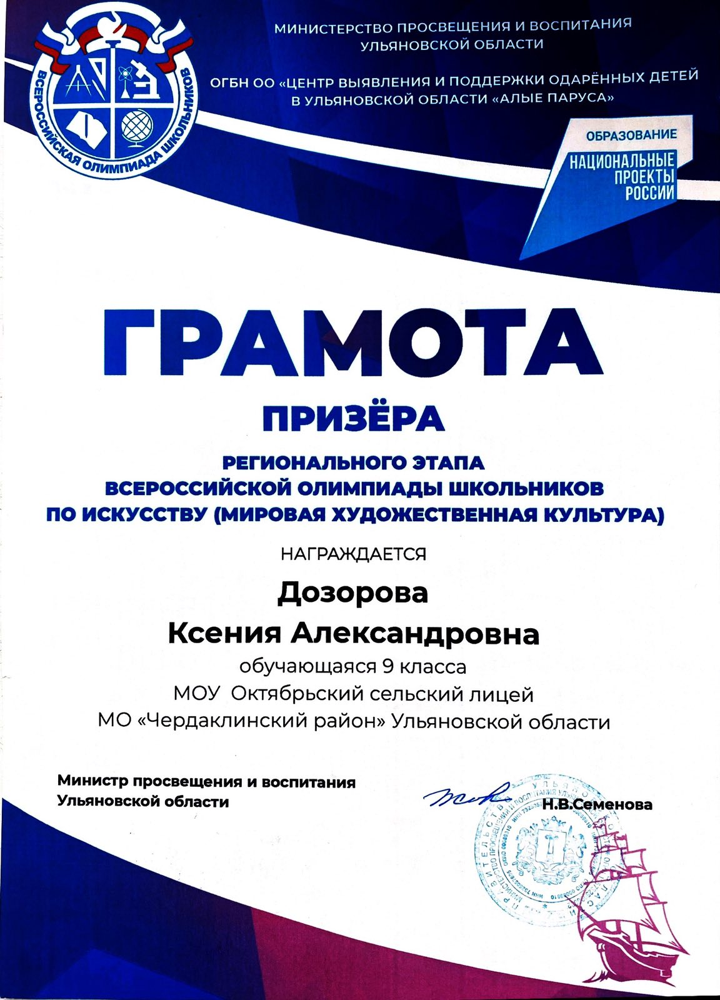 МИНИСТЕРСТВО ПРОСВЕЩЕНИЯ И ВОСПИТАНИЯ
УЛЬЯНОВСКОЙ ОБЛАСТИ
ОГБН ОО «ЦЕНТР ВЫЯВЛЕНИЯ И ПОДДЕРЖКИ ОДАРЁННЫХ ДЕТЕЙ
В УЛЬЯНОВСКОЙ ОБЛАСТИ «АЛЫЕ ПАРУСА»
ВСЕРОССИЙСКАЯ ОЛИМПИАДА ШКОЛЬНИКОВ
ОБРАЗОВАНИЕ
НАЦИОНАЛЬНЫЕ
ПРОЕКТЫ
РОССИИ
ГРАМОТА
ПРИЗЁРА
РЕГИОНАЛЬНОГО ЭТАПА
ВСЕРОССИЙСКОЙ ОЛИМПИАДЫ ШКОЛЬНИКОВ
ПО ИСКУССТВУ (МИРОВАЯ ХУДОЖЕСТВЕННАЯ КУЛЬТУРА)
НАГРАЖДАЕТСЯ
Дозорова
Ксения Александровна
обучающаяся 9 класса
МОУ Октябрьский сельский лицей
МО «Чердаклинский район» Ульяновской области
Министр просвещения и воспитания
Ульяновской области
Н.В.Семенова